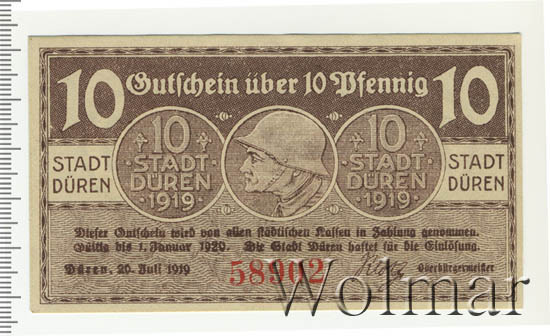 10 Gutschein über 10 Pfennig 10
10 STADT DÜREN 1919
10 STADT DÜREN 1919
STADT DÜREN
STADT DÜREN
Dieser Gutschein wird von allen städtischen Kassen in Zahlung genommen.
Gültig bis 1. Januar 1920. Die Stadt Düren haftet für die Einlösung.
Düren, 20. Juli 1919
58902
Oberbürgermeister
Wolmar